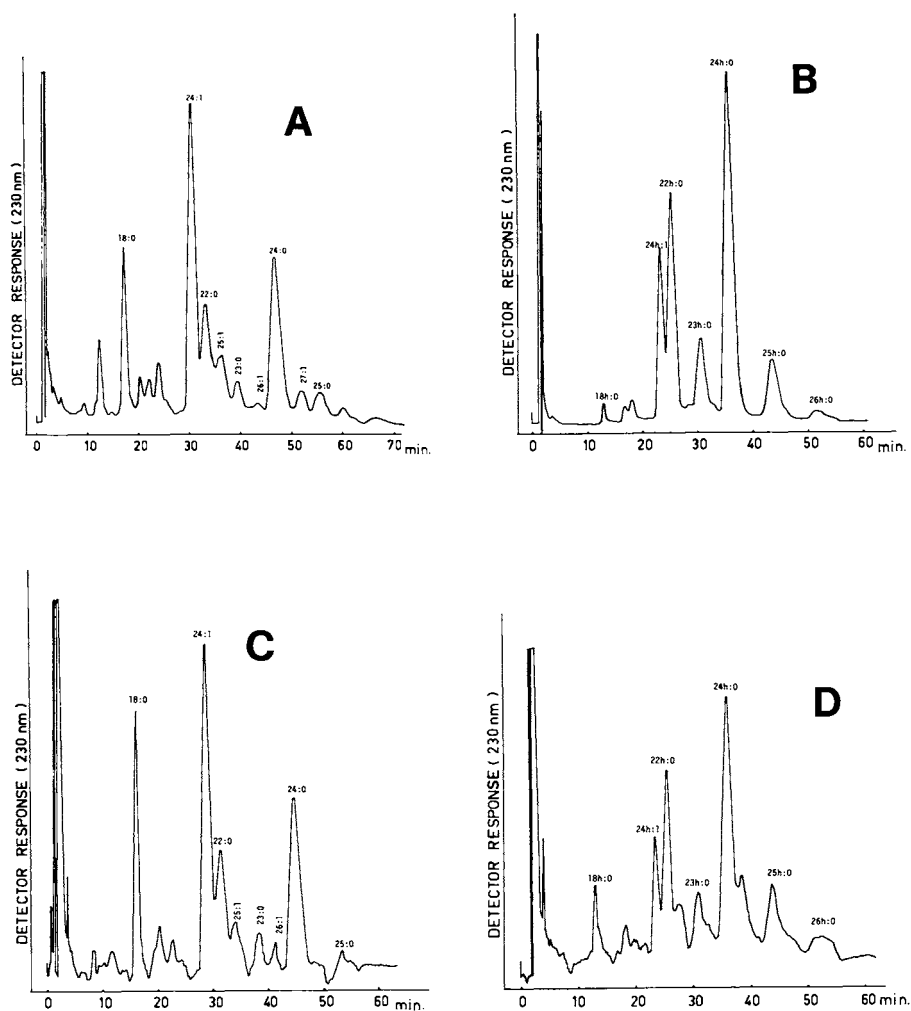 A
DETECTOR RESPONSE ( 230 nm )
18:0
24:1
22:0
25:1
23:0
26:1
24:0
27:1
25:0
0 10 20 30 40 50 60 70 min.
B
DETECTOR RESPONSE ( 230 nm )
18h:0
24h:1
22h:0
23h:0
24h:0
25h:0
26h:0
0 10 20 30 40 50 60 min.
C
DETECTOR RESPONSE ( 230 nm )
18:0
24:1
22:0
25:1
23:0
26:1
24:0
25:0
0 10 20 30 40 50 60 min.
D
DETECTOR RESPONSE ( 230 nm )
18h:0
24h:1
22h:0
23h:0
24h:0
25h:0
26h:0
0 10 20 30 40 50 60 min.